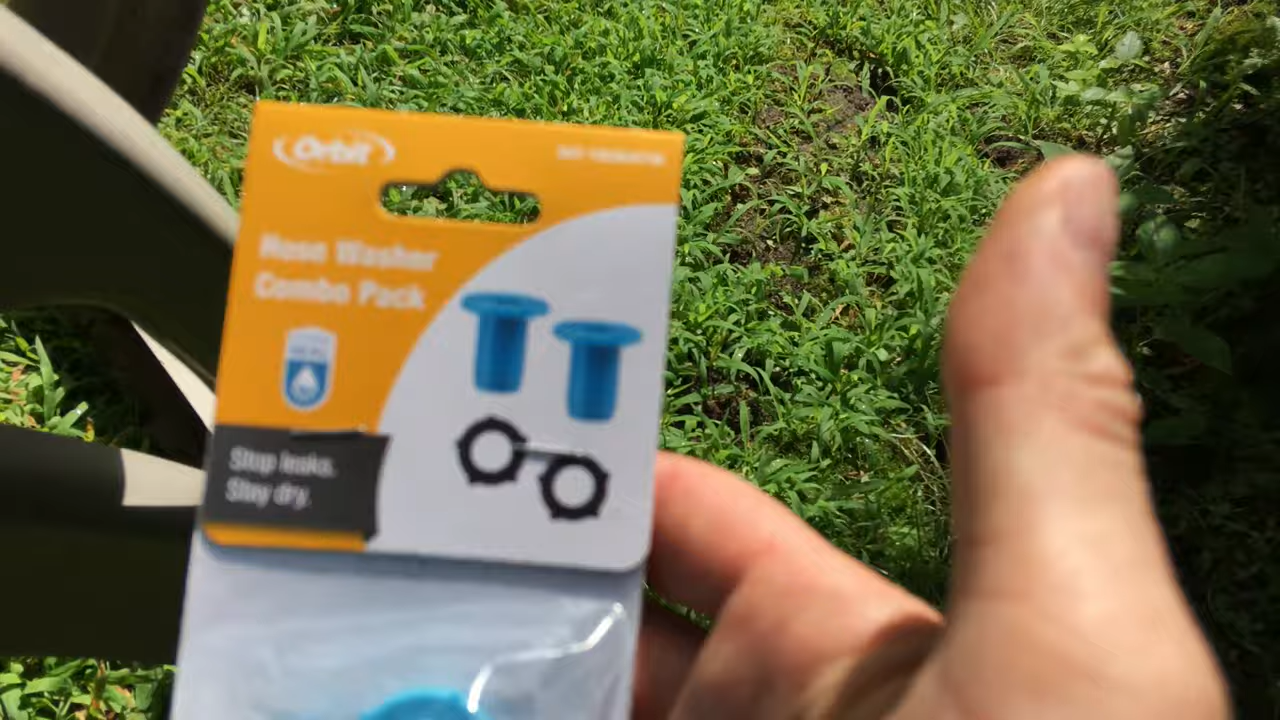 Orbit
Hose Washer
Combo Pack
Stop leaks.
Stay dry.